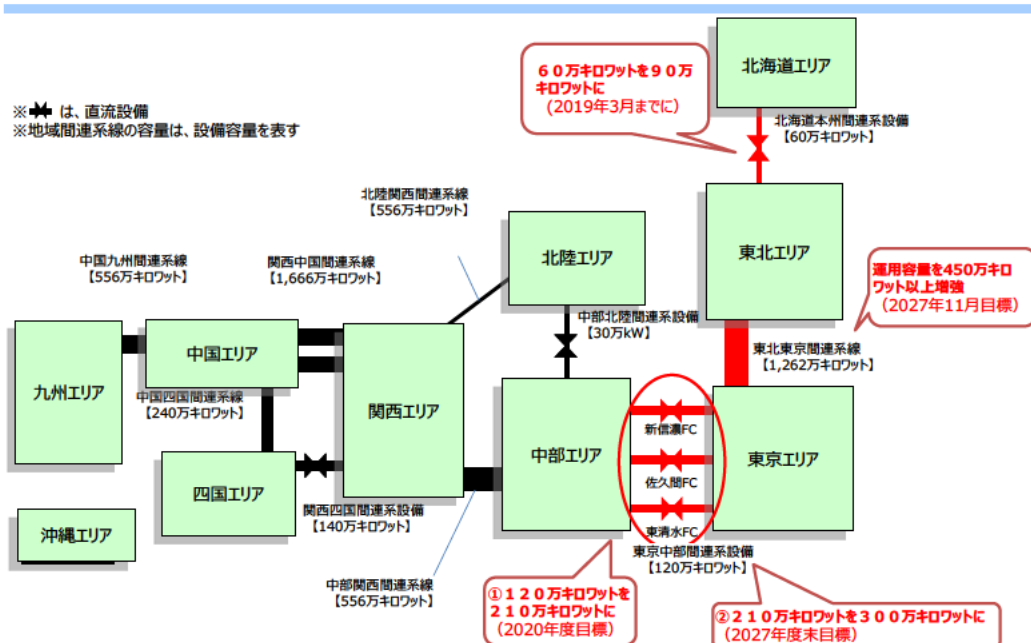 ※ は、直流設備
※地域間連系線の容量は、設備容量を表す
６０万キロワットを９０万
キロワットに
（2019年3月までに）
北海道エリア
北海道本州間連系設備
【60万キロワット】
北陸関西間連系線
【556万キロワット】
北陸エリア
東北エリア
運用容量を450万キロ
ワット以上増強
（2027年11月目標）
中国九州間連系線
【556万キロワット】
関西中国間連系線
【1,666万キロワット】
中部北陸間連系設備
【30万kW】
東北東京間連系線
【1,262万キロワット】
九州エリア
中国エリア
中国四国間連系線
【240万キロワット】
関西エリア
中部エリア
新信濃FC
佐久間FC
東清水FC
東京エリア
四国エリア
関西四国間連系設備
【140万キロワット】
沖縄エリア
東京中部間連系設備
【120万キロワット】
中部関西間連系線
【556万キロワット】
①１２０万キロワットを
２１０万キロワットに
（2020年度目標）
②２１０万キロワットを３００万キロワットに
（2027年度末目標）